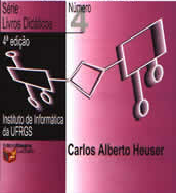 Série
Livros Didáticos
Número
4
4ª edição
Instituto de Informática
da UFRGS
Carlos Alberto Heuser